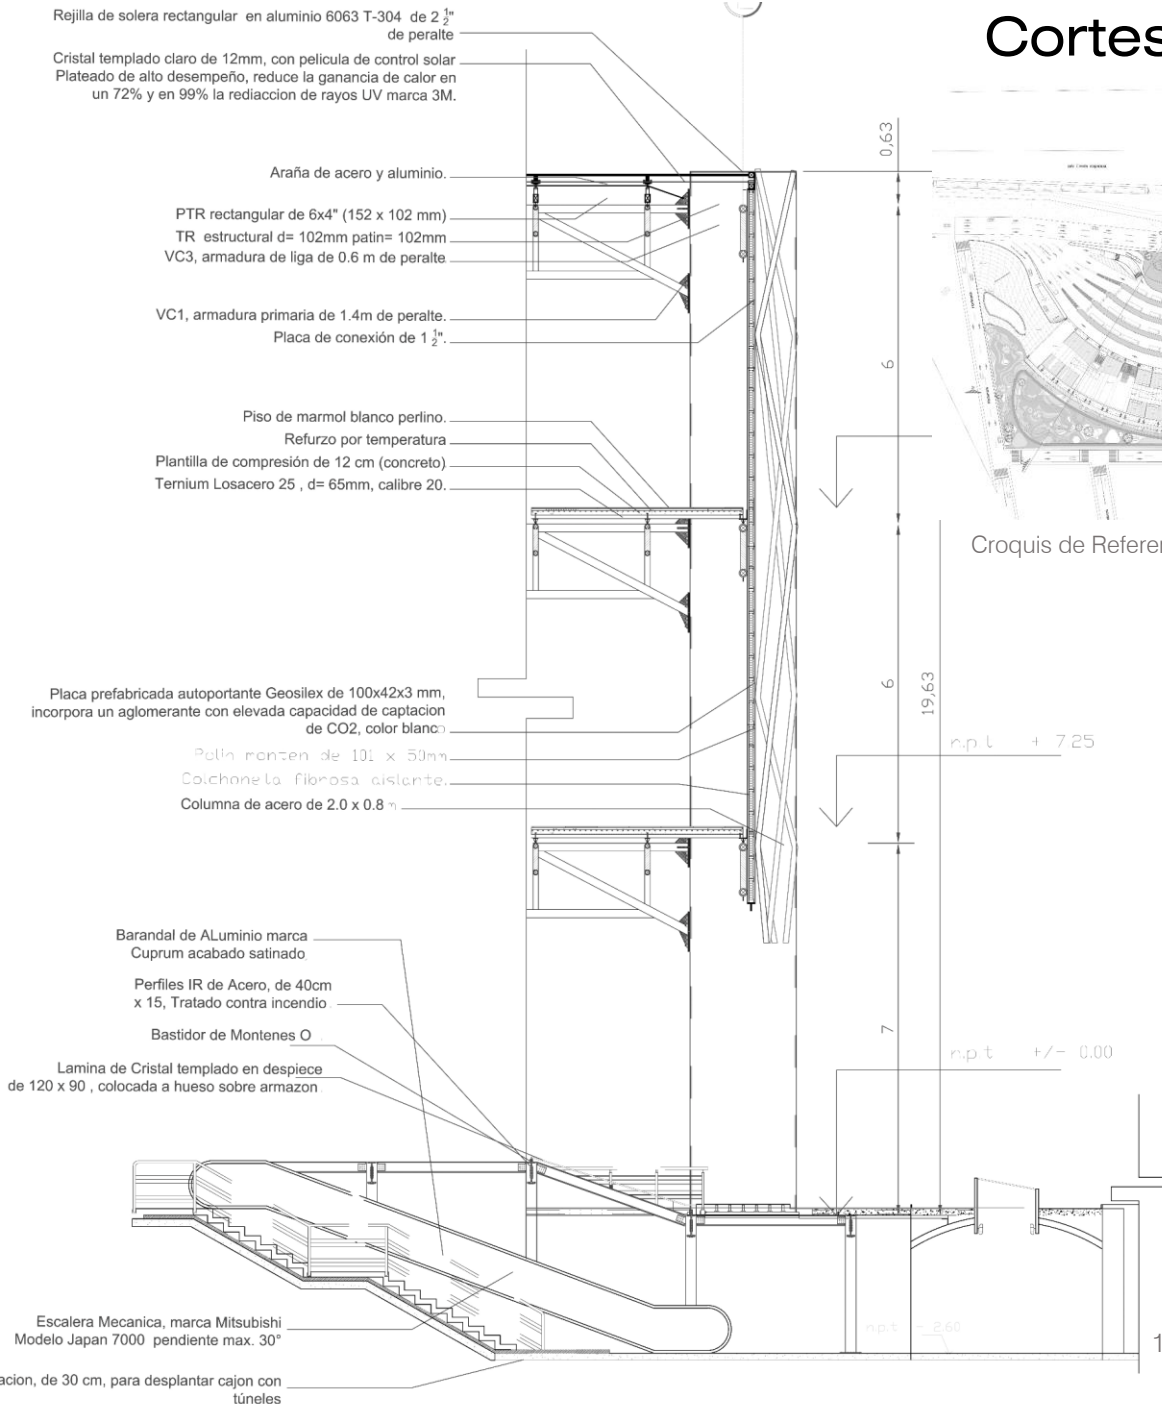 Cortes
Rejilla de solera rectangular en aluminio 6063 T-304 de 2 ½"
de peralte
Cristal templado claro de 12mm, con pelicula de control solar
Plateado de alto desempeño, reduce la ganancia de calor en
un 72% y en 99% la rediaccion de rayos UV marca 3M.
0,63
Araña de acero y aluminio.
PTR rectangular de 6x4" (152 x 102 mm)
TR estructural d= 102mm patin= 102mm
VC3, armadura de liga de 0.6 m de peralte
VC1, armadura primaria de 1.4m de peralte.
Placa de conexión de 1 ½".
6
Piso de marmol blanco perlino.
Refurzo por temperatura
Plantilla de compresión de 12 cm (concreto)
Ternium Losacero 25 , d= 65mm, calibre 20.
Croquis de Referen
Placa prefabricada autoportante Geosilex de 100x42x3 mm,
incorpora un aglomerante con elevada capacidad de captacion
de CO2, color blanco
6
19,63
n.p.t + 7.25
Pollin monten de 101 x 50mm
Colchoneta fibrosa aislante.
Columna de acero de 2.0 x 0.8 m
Barandal de ALuminio marca
Cuprum acabado satinado
Perfiles IR de Acero, de 40cm
x 15, Tratado contra incendio
Bastidor de Montenes O
7
n.p.t +/- 0.00
Lamina de Cristal templado en despiece
de 120 x 90 , colocada a hueso sobre armazon
Escalera Mecanica, marca Mitsubishi
Modelo Japan 7000 pendiente max. 30°
n.p.t - 2.60
1
acion, de 30 cm, para desplantar cajon con
túneles